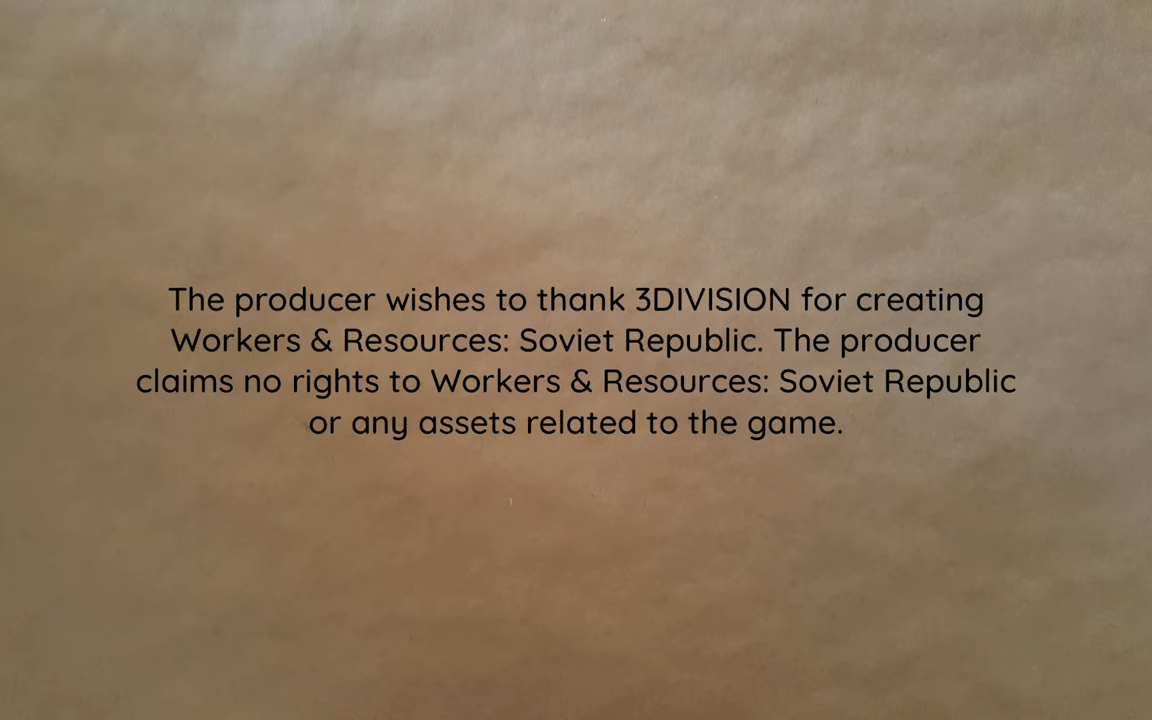 The producer wishes to thank 3DIVISION for creating
Workers & Resources: Soviet Republic. The producer
claims no rights to Workers & Resources: Soviet Republic
or any assets related to the game.